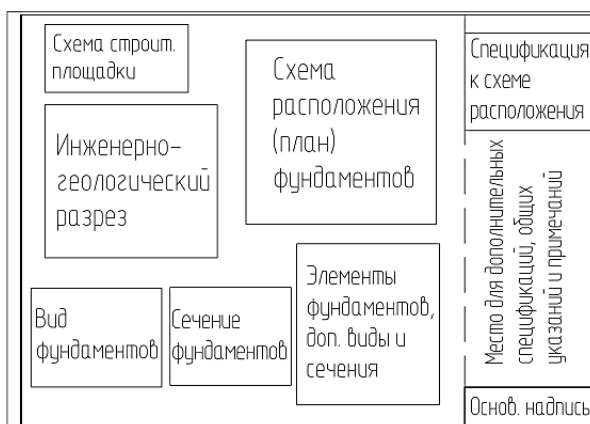 Схема строит.
площадки
Инженерно-
геологический
разрез
Схема
расположения
(план)
фундаментов
Вид
фундаментов
Сечение
фундаментов
Элементы
фундаментов,
доп. виды и
сечения
Спецификация
к схеме
расположения
Место для дополнительных
спецификаций, общих
указаний и примечаний
Основ. надпись